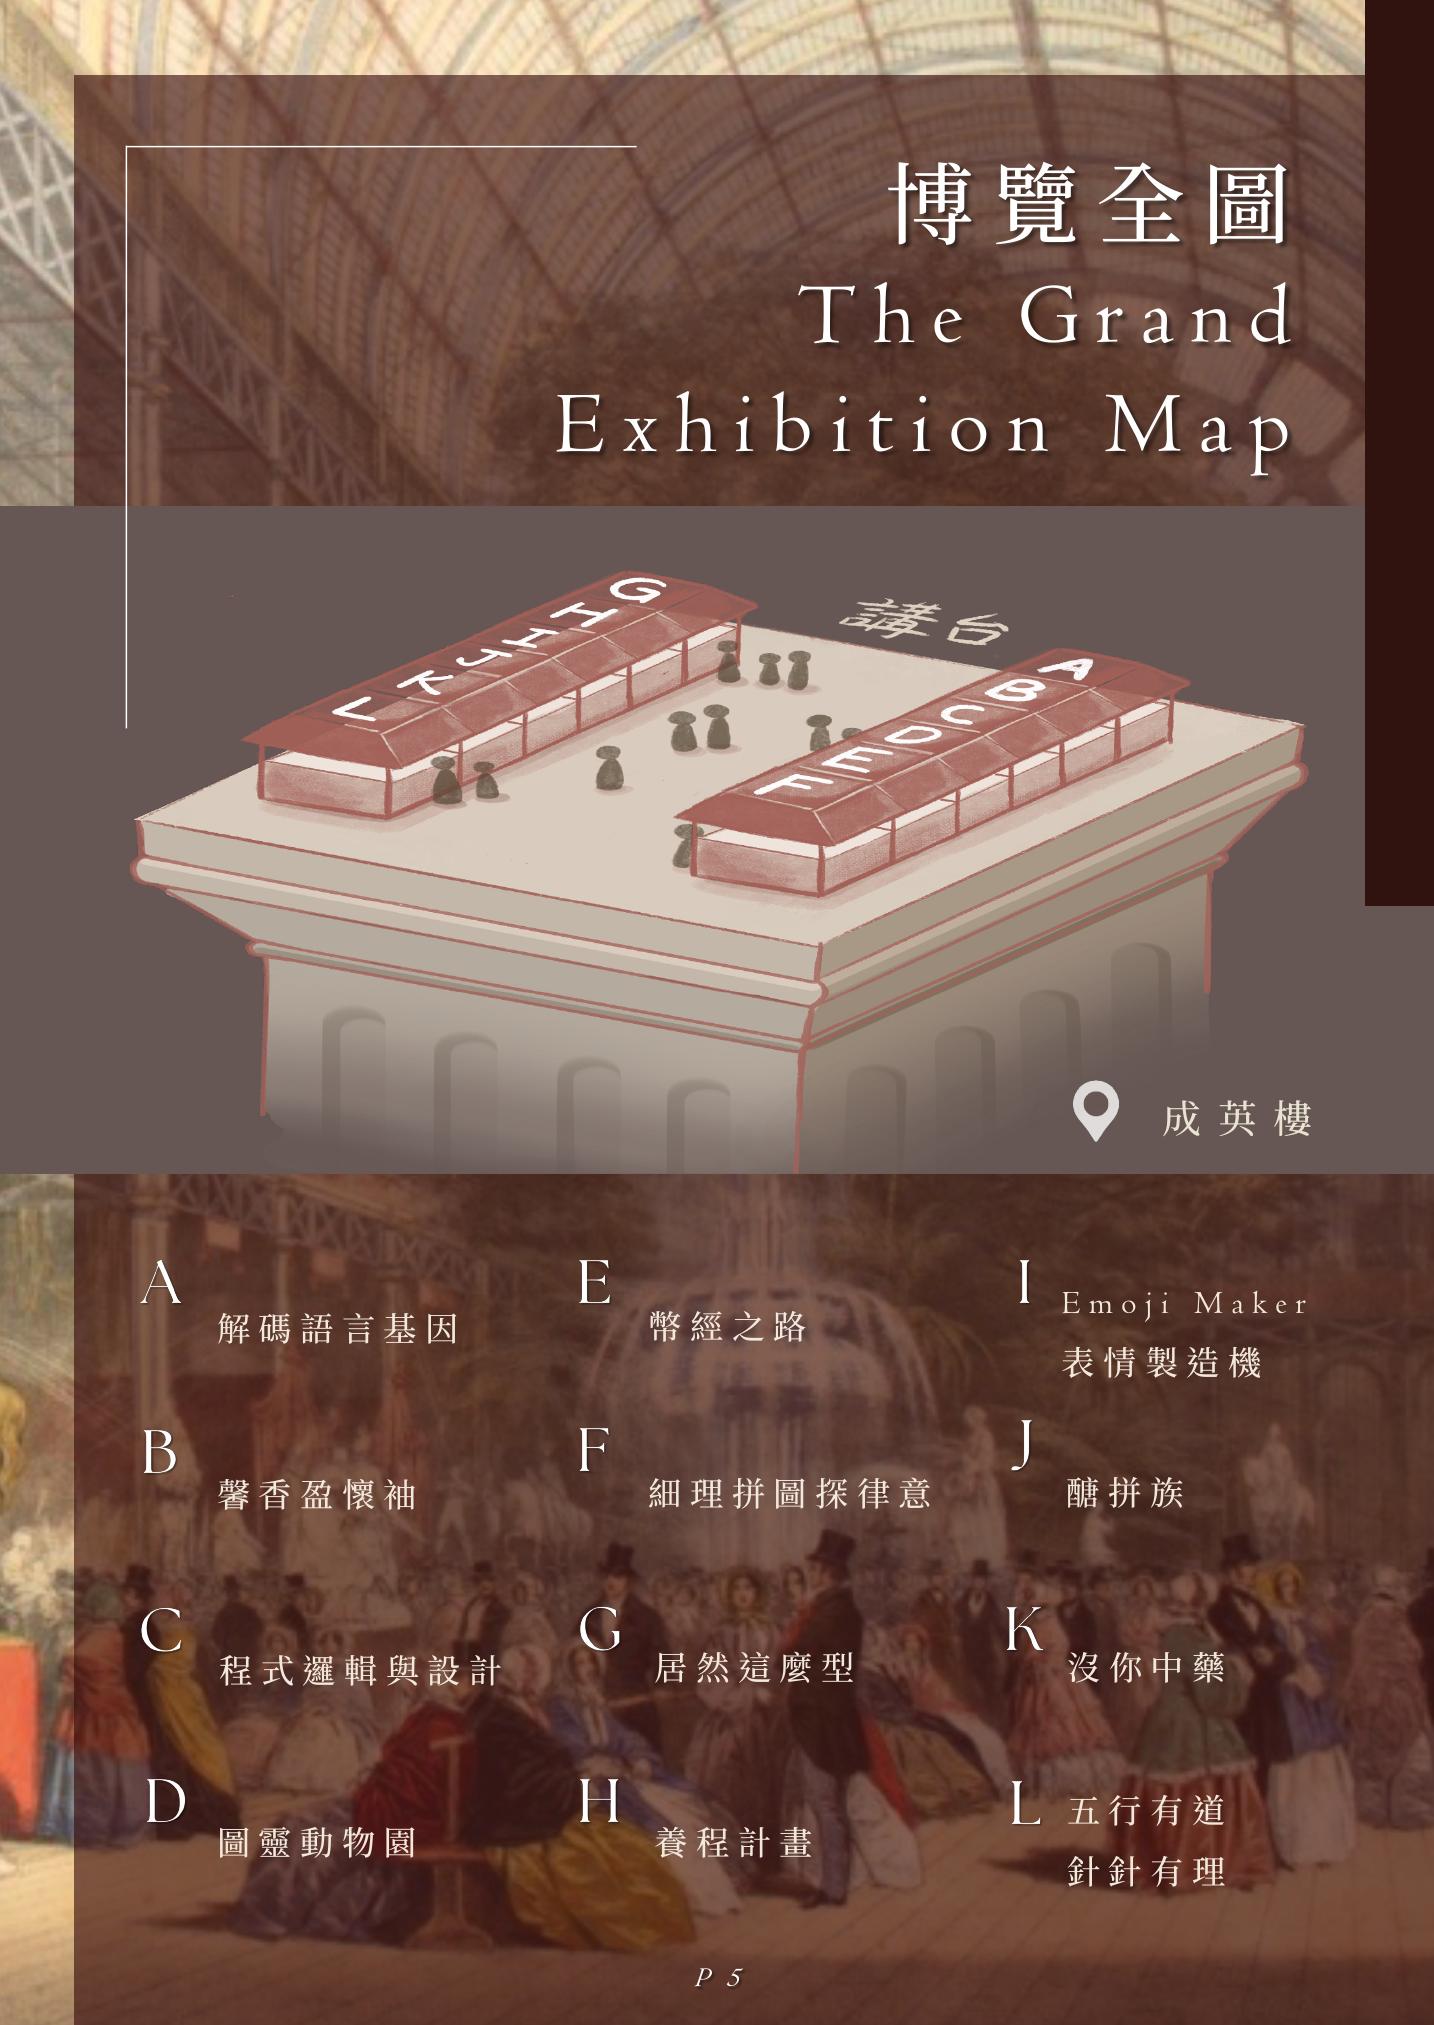 博覽全圖
The Grand
Exhibition Map
講台
G
H
I
J
K
L
A
B
C
D
E
F
成英樓
A
解碼語言基因
B
馨香盈懷袖
C
程式邏輯與設計
D
圖靈動物園
E
幣經之路
F
細理拼圖探律意
G
居然這麼型
H
養程計畫
I
Emoji Maker
表情製造機
J
醣拼族
K
沒你中藥
L
五行有道
針針有理
P 5